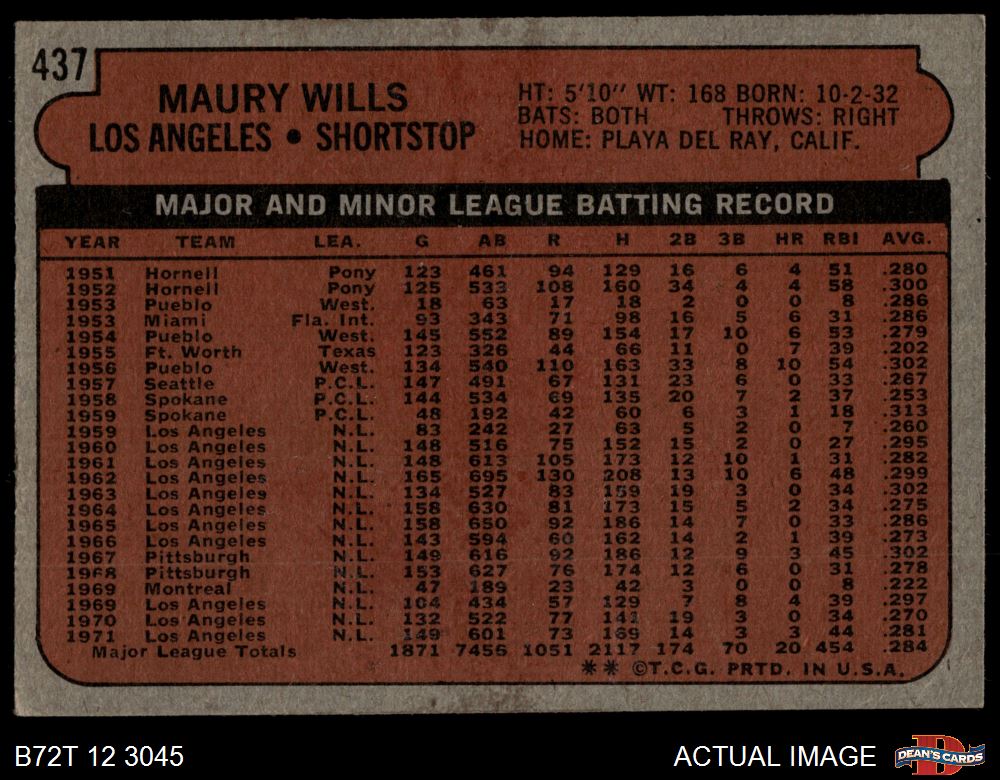 437
MAURY WILLS
LOS ANGELES • SHORTSTOP
HT: 5'10" WT: 168 BORN: 10-2-32
BATS: BOTH THROWS: RIGHT
HOME: PLAYA DEL RAY, CALIF.
MAJOR AND MINOR LEAGUE BATTING RECORD
YEAR TEAM LEA. G AB R H 2B 3B HR RBI AVG.
1951 Hornell Pony 123 461 94 129 16 6 4 51 .280
1952 Hornell Pony 125 533 108 160 34 4 4 58 .300
1953 Pueblo West. 18 63 17 18 2 0 0 8 .286
1953 Miami Fla. Int. 93 343 71 98 16 5 6 31 .286
1954 Pueblo West. 145 552 89 154 17 10 6 53 .279
1955 Ft. Worth Texas 123 326 44 66 11 0 7 39 .202
1956 Pueblo West. 134 540 110 163 33 8 10 54 .302
1957 Seattle P.C.L. 147 491 67 131 23 6 0 33 .267
1958 Spokane P.C.L. 144 534 69 135 20 7 2 37 .253
1959 Spokane P.C.L. 48 192 42 60 6 3 1 18 .313
1959 Los Angeles N.L. 83 242 27 63 5 2 0 7 .260
1960 Los Angeles N.L. 148 516 75 152 15 2 0 27 .295
1961 Los Angeles N.L. 148 613 105 173 12 10 1 31 .282
1962 Los Angeles N.L. 165 695 130 208 13 10 6 48 .299
1963 Los Angeles N.L. 134 527 83 159 19 3 0 34 .302
1964 Los Angeles N.L. 158 630 81 173 15 5 2 34 .275
1965 Los Angeles N.L. 158 650 92 186 14 7 0 33 .286
1966 Los Angeles N.L. 143 594 60 162 14 2 1 39 .273
1967 Pittsburgh N.L. 149 616 92 186 12 9 3 45 .302
1968 Pittsburgh N.L. 153 627 76 174 12 6 0 31 .278
1969 Montreal N.L. 47 189 23 42 3 0 0 8 .222
1969 Los Angeles N.L. 104 434 57 129 7 8 4 39 .297
1970 Los Angeles N.L. 132 522 77 141 19 3 0 34 .270
1971 Los Angeles N.L. 149 601 73 169 14 3 3 44 .281
Major League Totals 1871 7456 1051 2117 174 70 20 454 .284
** ©T.C.G. PRTD. IN U.S.A.
B72T 12 3045 ACTUAL IMAGE DEAN'S CARDS